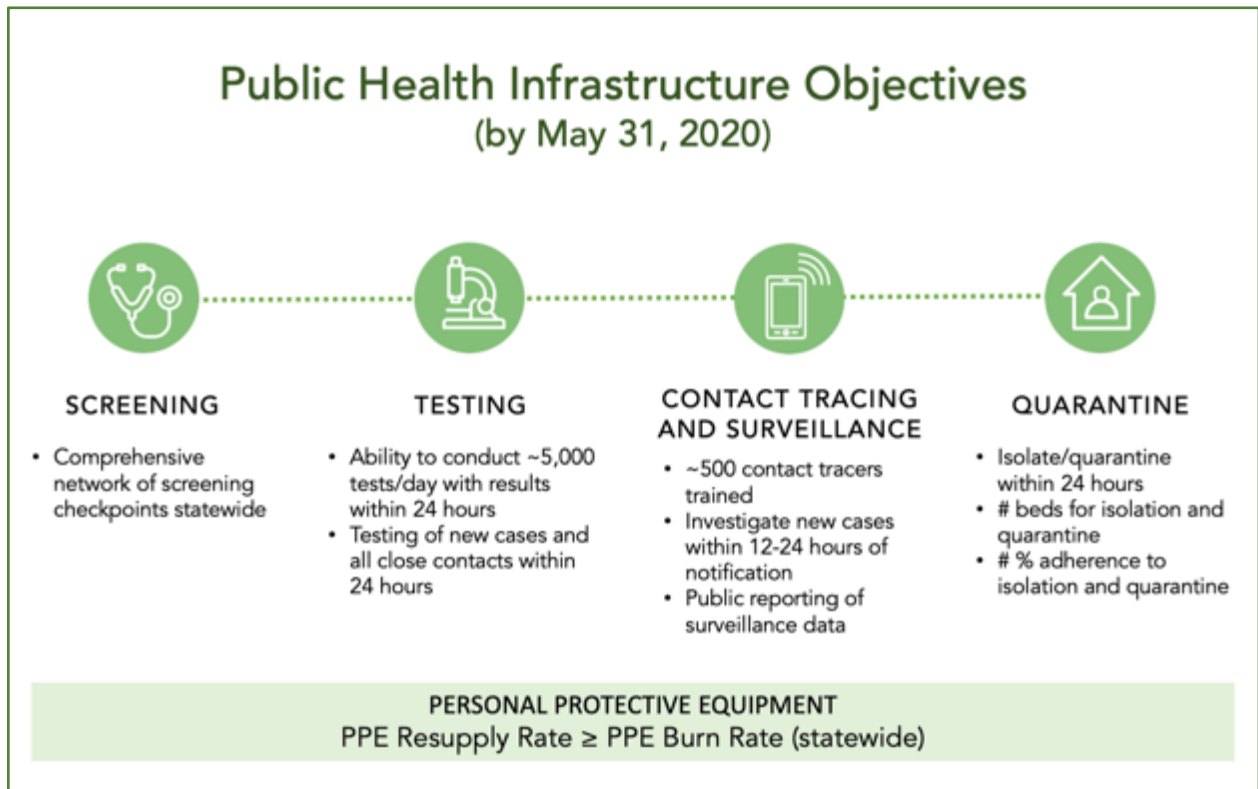 Public Health Infrastructure Objectives
(by May 31, 2020)
SCREENING
• Comprehensive
network of screening
checkpoints statewide
TESTING
• Ability to conduct ~5,000
tests/day with results
within 24 hours
• Testing of new cases and
all close contacts within
24 hours
CONTACT TRACING
AND SURVEILLANCE
• ~500 contact tracers
trained
• Investigate new cases
within 12-24 hours of
notification
• Public reporting of
surveillance data
QUARANTINE
• Isolate/quarantine
within 24 hours
• # beds for isolation and
quarantine
• # % adherence to
isolation and quarantine
PERSONAL PROTECTIVE EQUIPMENT
PPE Resupply Rate ≥ PPE Burn Rate (statewide)